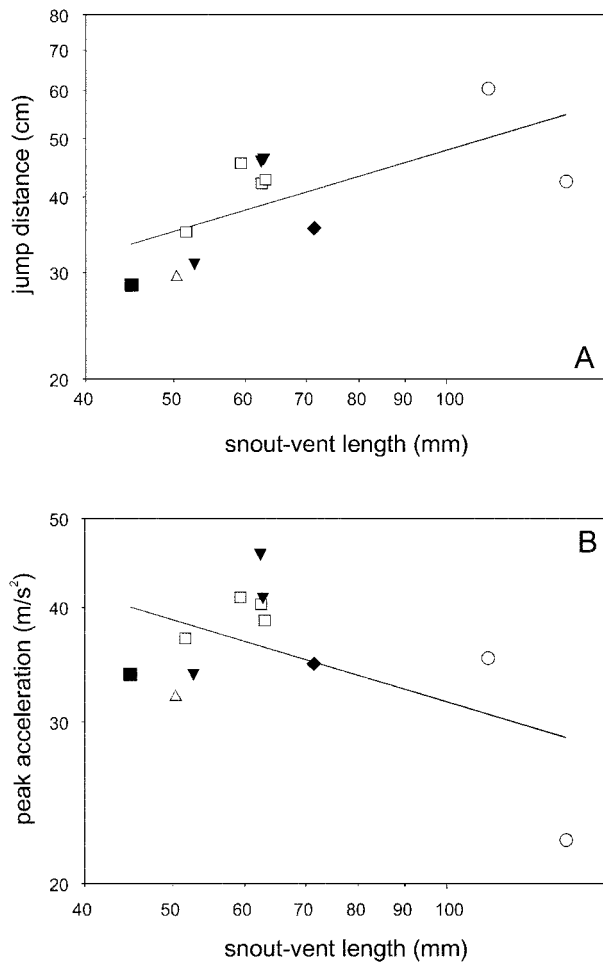 80
70
60
50
40
30
20
jump distance (cm)
A
40 50 60 70 80 90 100
snout-vent length (mm)
50
40
30
20
peak acceleration (m/s²)
B
40 50 60 70 80 90 100
snout-vent length (mm)